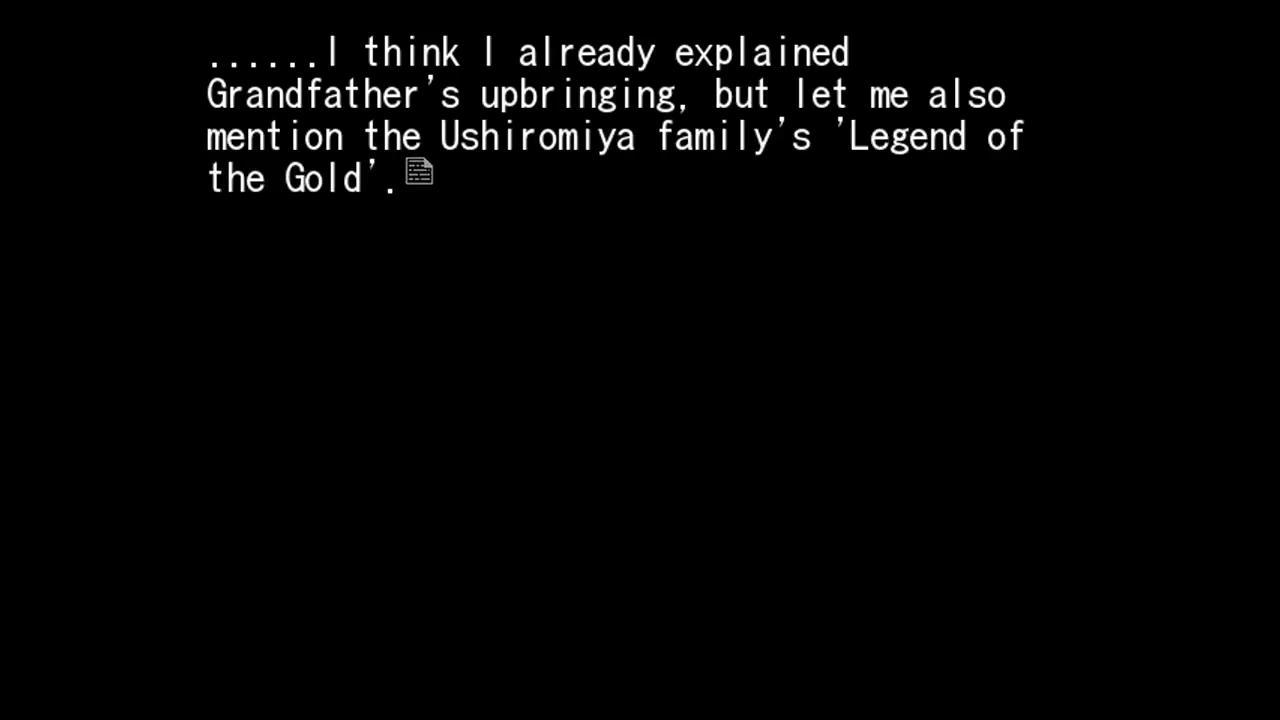 ......I think I already explained
Grandfather's upbringing, but let me also
mention the Ushiromiya family's 'Legend of
the Gold'.